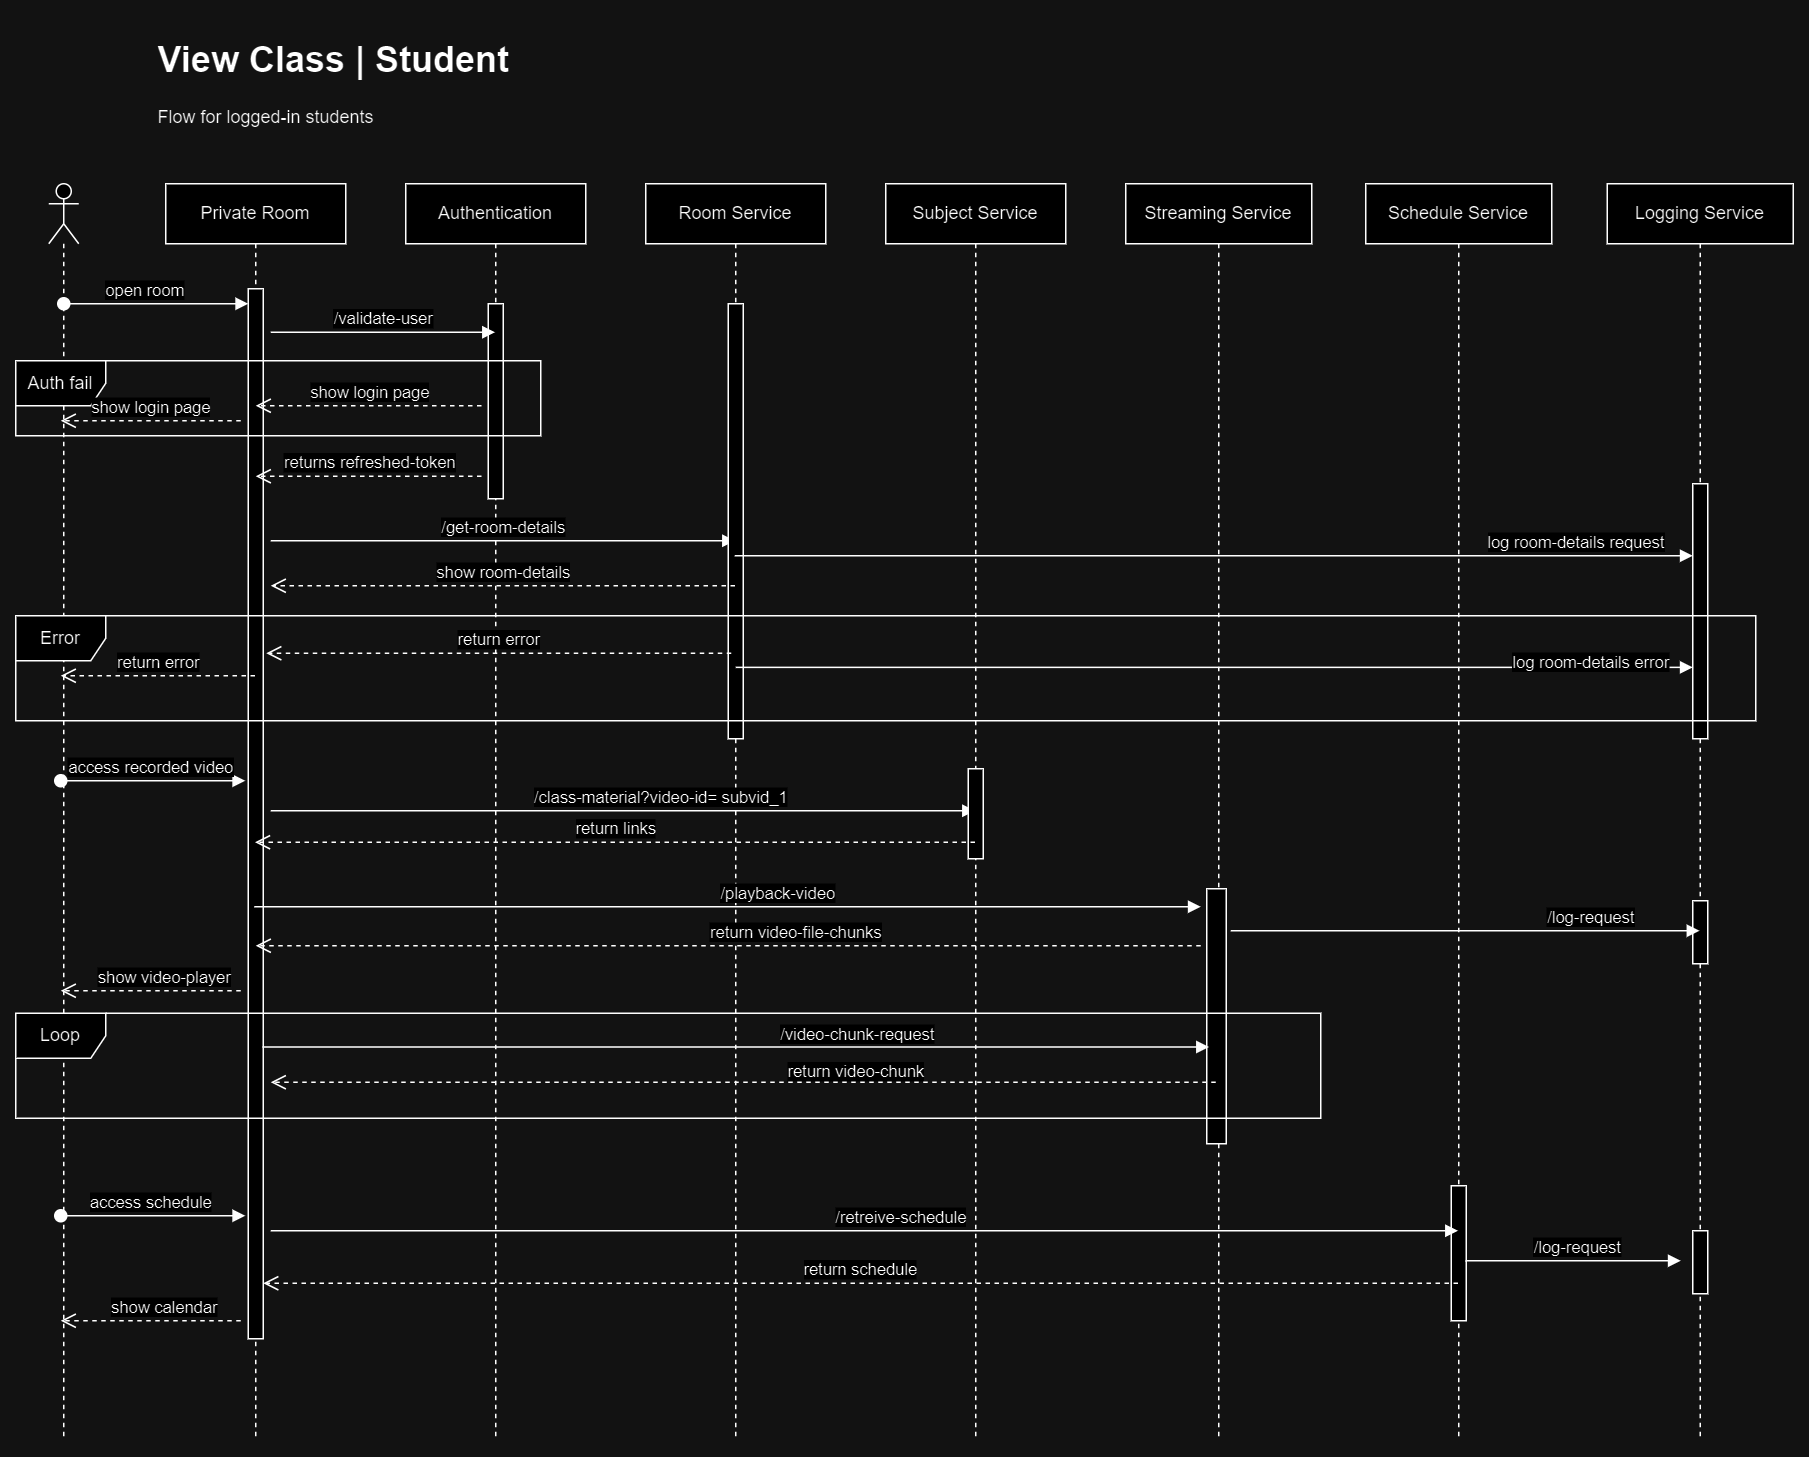 View Class | Student
Flow for logged-in students
Private Room
Authentication
Room Service
Subject Service
Streaming Service
Schedule Service
Logging Service
open room
/validate-user
Auth fail
show login page
show login page
returns refreshed-token
/get-room-details
log room-details request
show room-details
Error
return error
return error
log room-details error
access recorded video
/class-material?video-id= subvid_1
return links
/playback-video
/log-request
return video-file-chunks
show video-player
Loop
/video-chunk-request
return video-chunk
access schedule
/retreive-schedule
/log-request
return schedule
show calendar